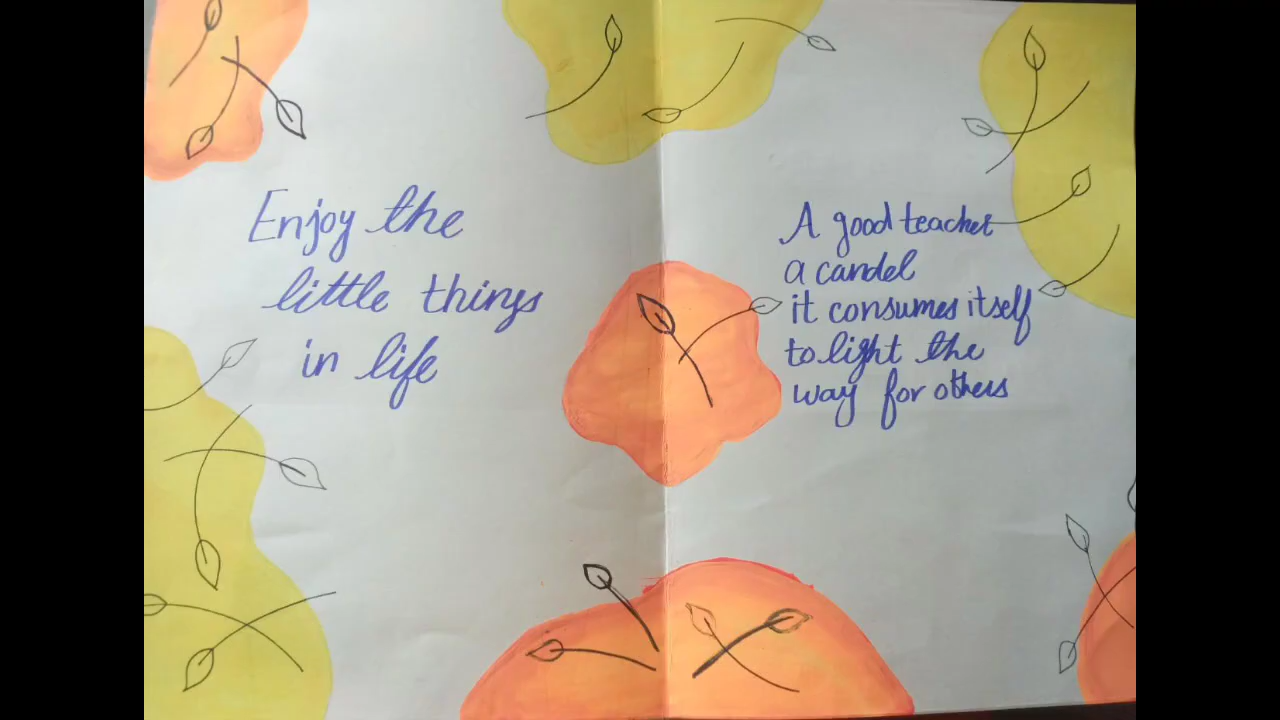 Enjoy the
little things
in life
A good teacher
a candel
it consumes itself
to light the
way for others